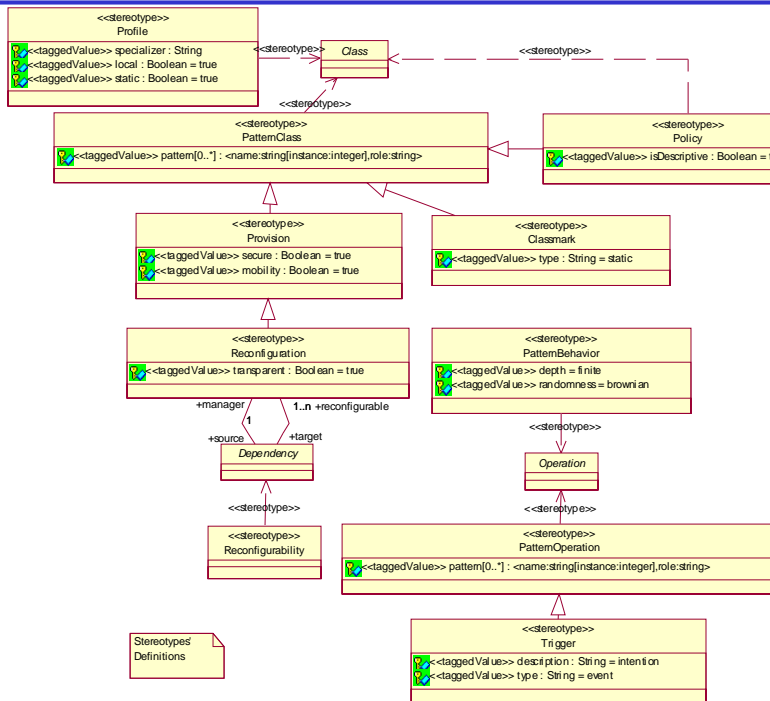 <<stereotype>>
Profile
<<taggedValue>> specializer : String
<<taggedValue>> local : Boolean = true
<<taggedValue>> static : Boolean = true
<<stereotype>>
Class
<<stereotype>>
<<stereotype>>
<<stereotype>>
PatternClass
<<taggedValue>> pattern[0..*] : <name:string[instance:integer],role:string>
<<stereotype>>
Policy
<<taggedValue>> isDescriptive : Boolean =
<<stereotype>>
Provision
<<taggedValue>> secure : Boolean = true
<<taggedValue>> mobility : Boolean = true
<<stereotype>>
Classmark
<<taggedValue>> type : String = static
<<stereotype>>
Reconfiguration
<<taggedValue>> transparent : Boolean = true
<<stereotype>>
PatternBehavior
<<taggedValue>> depth = finite
<<taggedValue>> randomness = brownian
+manager
1..n +reconfigurable
1
+source
+target
<<stereotype>>
Dependency
Operation
<<stereotype>>
<<stereotype>>
<<stereotype>>
Reconfigurability
<<stereotype>>
PatternOperation
<<taggedValue>> pattern[0..*] : <name:string[instance:integer],role:string>
<<stereotype>>
Trigger
<<taggedValue>> description : String = intention
<<taggedValue>> type : String = event
Stereotypes'
Definitions